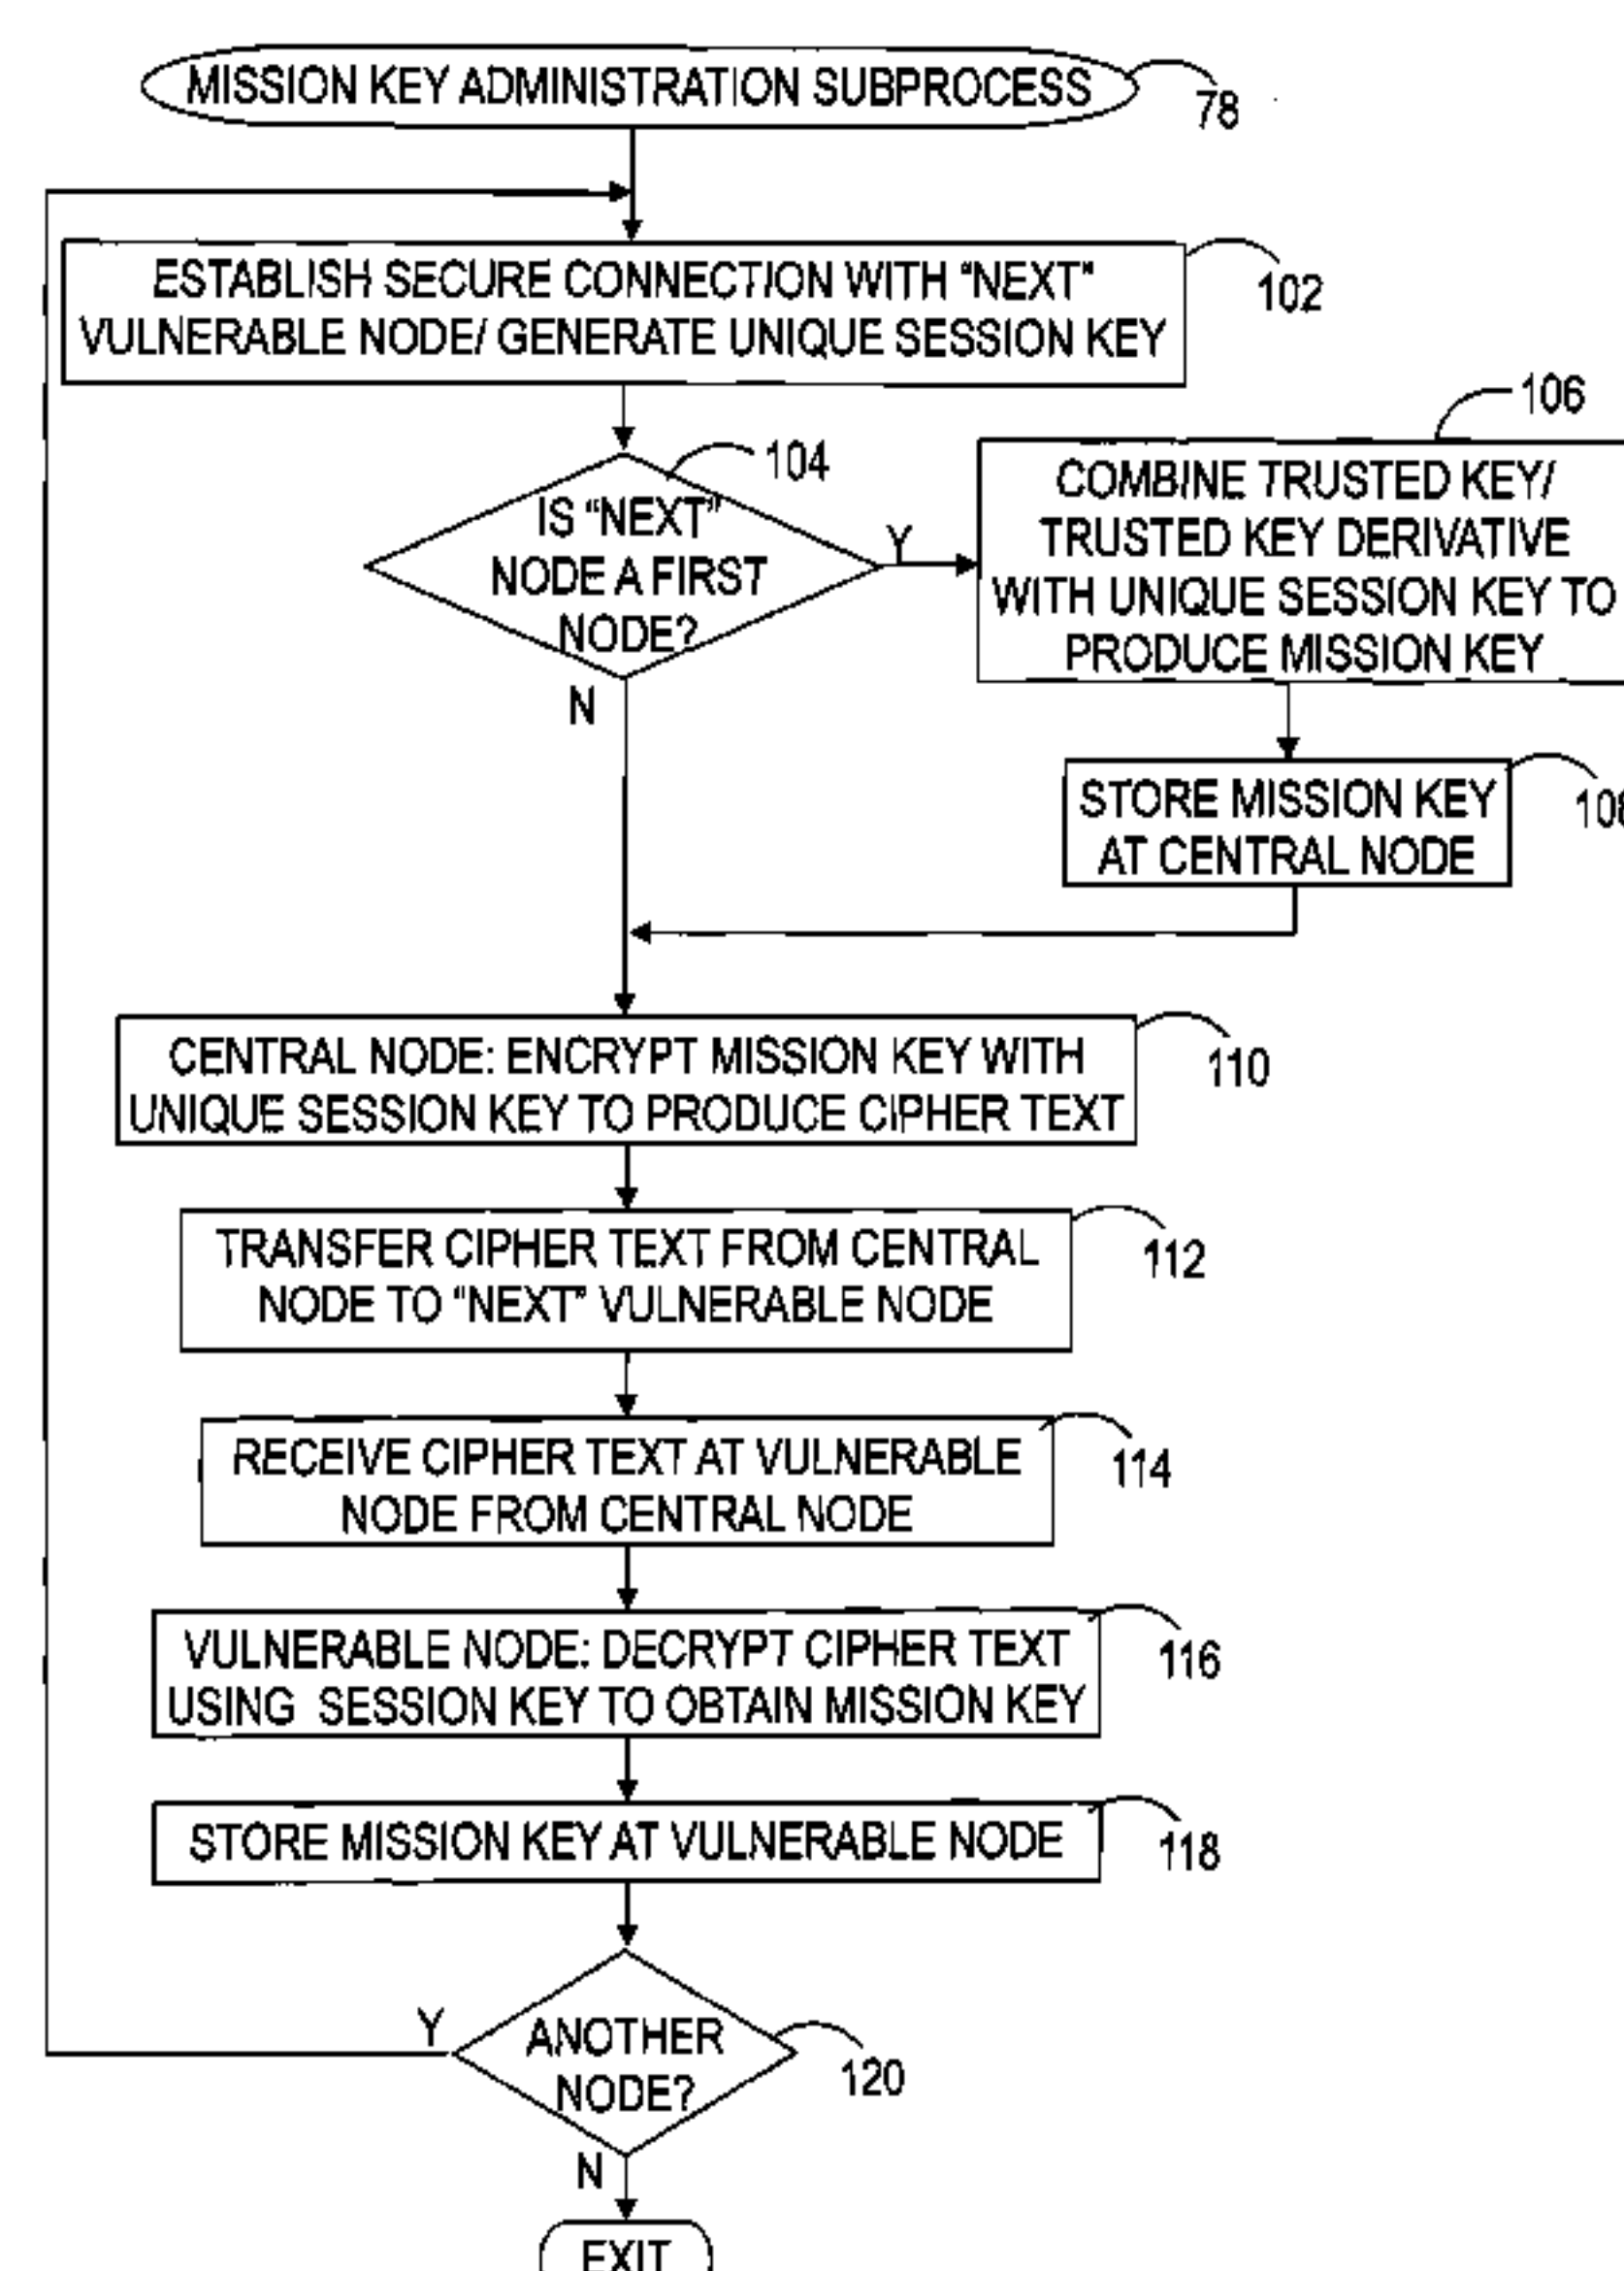 MISSION KEY ADMINISTRATION SUBPROCESS
78
ESTABLISH SECURE CONNECTION WITH "NEXT"
VULNERABLE NODE/ GENERATE UNIQUE SESSION KEY
102
104
IS "NEXT"
NODE A FIRST
NODE?
Y
N
106
COMBINE TRUSTED KEY/
TRUSTED KEY DERIVATIVE
WITH UNIQUE SESSION KEY TO
PRODUCE MISSION KEY
STORE MISSION KEY
AT CENTRAL NODE
CENTRAL NODE: ENCRYPT MISSION KEY WITH
UNIQUE SESSION KEY TO PRODUCE CIPHER TEXT
110
TRANSFER CIPHER TEXT FROM CENTRAL
NODE TO "NEXT" VULNERABLE NODE
112
RECEIVE CIPHER TEXT AT VULNERABLE
NODE FROM CENTRAL NODE
114
VULNERABLE NODE: DECRYPT CIPHER TEXT
USING SESSION KEY TO OBTAIN MISSION KEY
116
STORE MISSION KEY AT VULNERABLE NODE
118
Y
ANOTHER
NODE?
120
N
EXIT